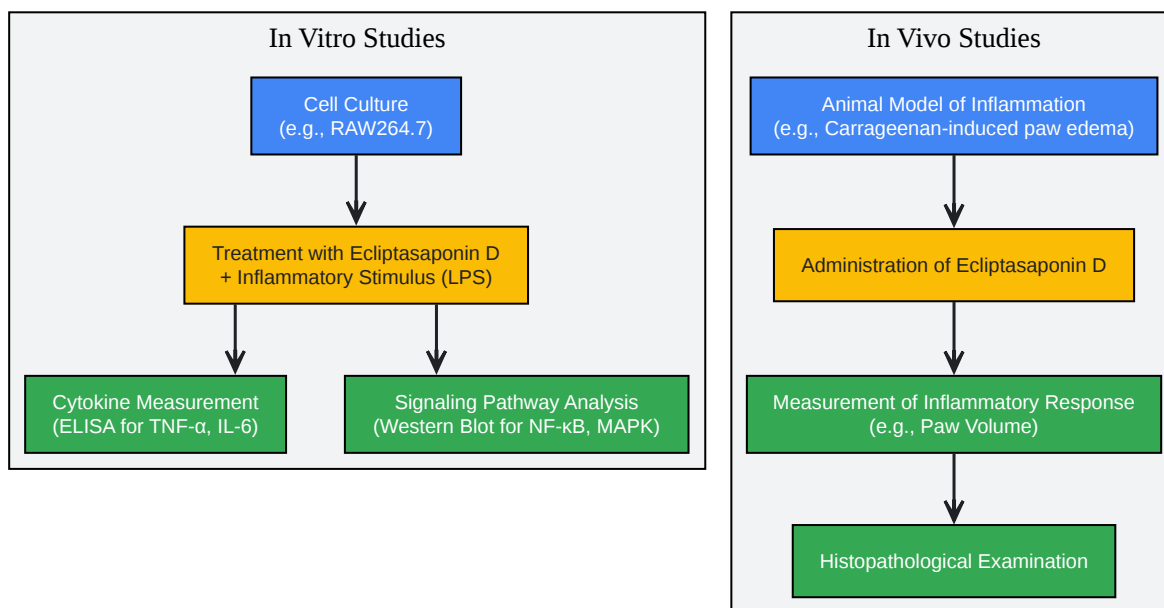 In Vitro Studies
Cell Culture
(e.g., RAW264.7)
Treatment with Ecliptasaponin D
+ Inflammatory Stimulus (LPS)
Cytokine Measurement
(ELISA for TNF-α, IL-6)
Signaling Pathway Analysis
(Western Blot for NF-κB, MAPK)
In Vivo Studies
Animal Model of Inflammation
(e.g., Carrageenan-induced paw edema)
Administration of Ecliptasaponin D
Measurement of Inflammatory Response
(e.g., Paw Volume)
Histopathological Examination